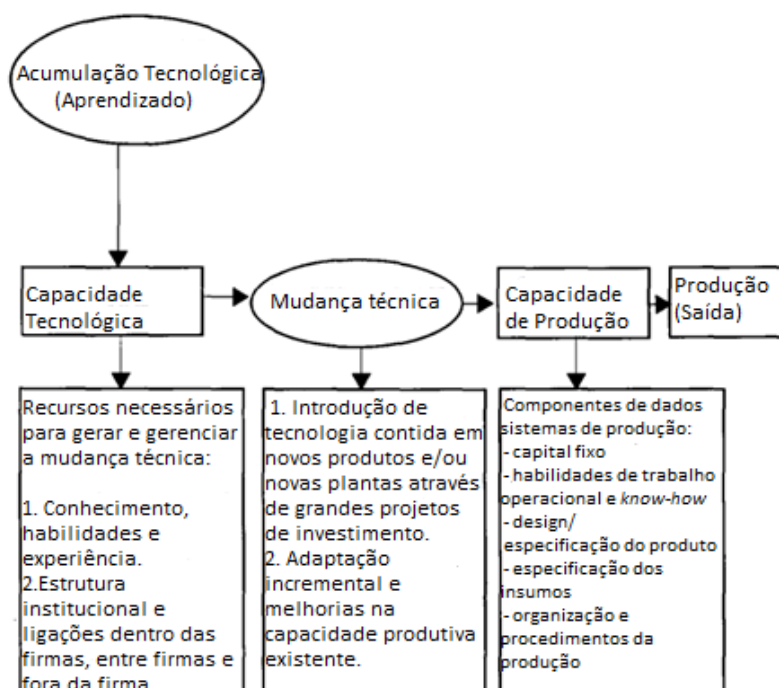 Acumulação Tecnológica
(Aprendizado)
Capacidade
Tecnológica
Mudança técnica
Capacidade
de Produção
Produção
(Saída)
Recursos necessários
para gerar e gerenciar
a mudança técnica:
1. Conhecimento,
habilidades e
experiência.
2.Estrutura
institucional e
ligações dentro das
firmas, entre firmas e
fora da firma
1. Introdução de
tecnologia contida em
novos produtos e/ou
novas plantas através
de grandes projetos
de investimento.
2. Adaptação
incremental e
melhorias na
capacidade produtiva
existente.
Componentes de dados
sistemas de produção:
- capital fixo
- habilidades de trabalho
operacional e know-how
- design/
especificação do produto
- especificação dos
insumos
- organização e
procedimentos da
produção